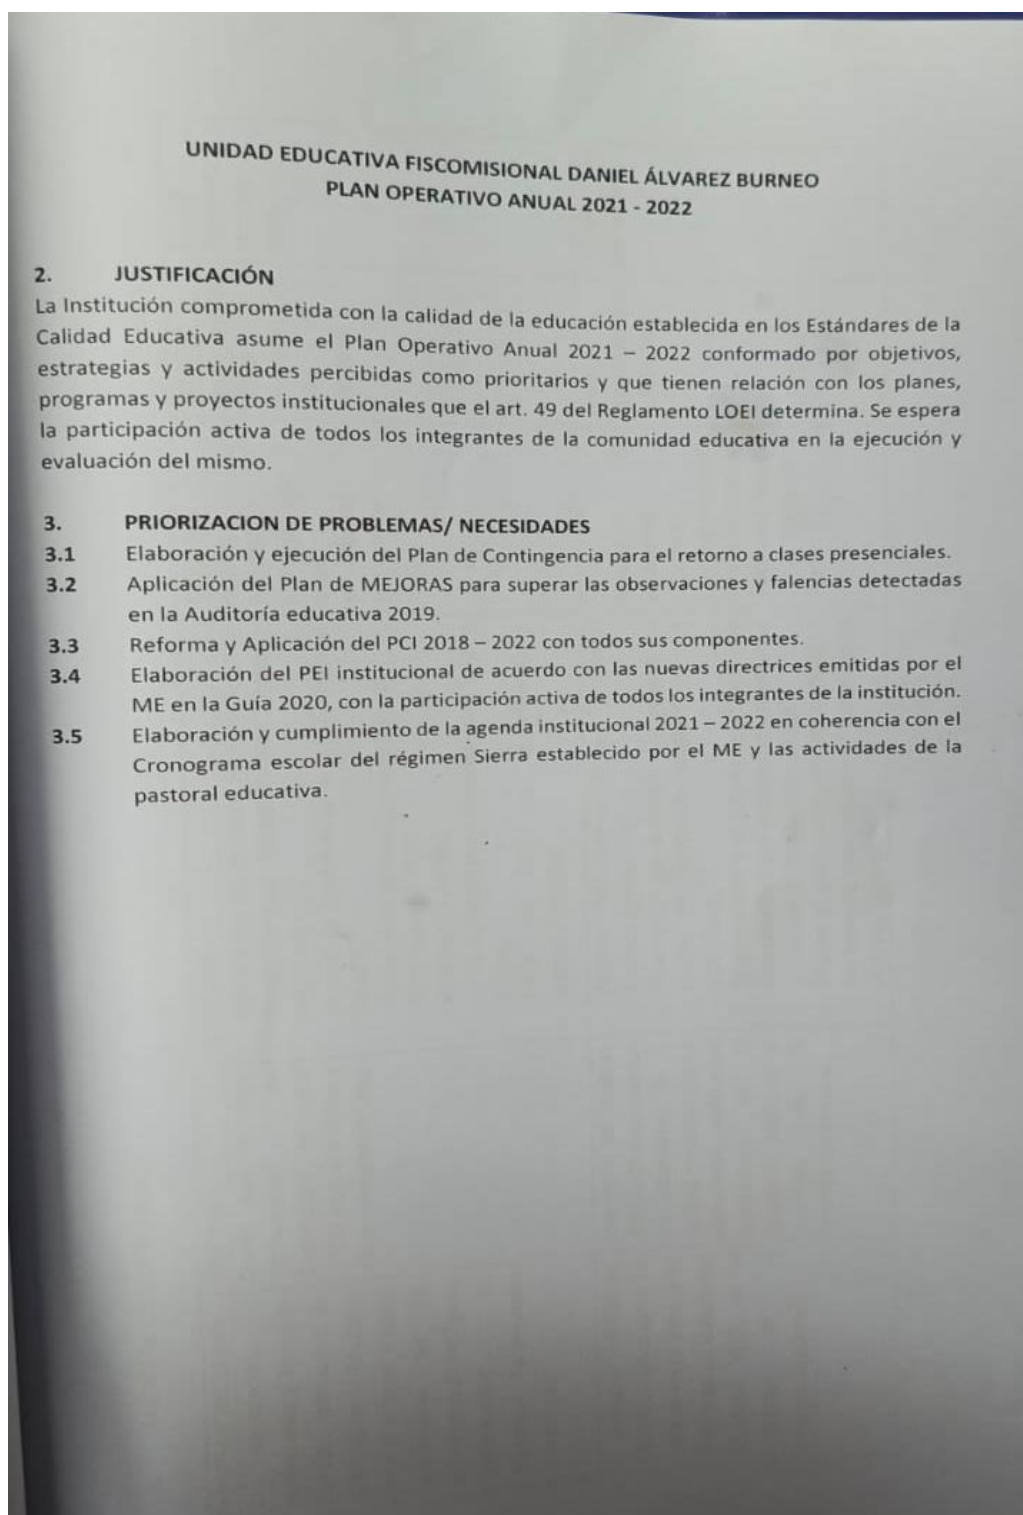 UNIDAD EDUCATIVA FISCOMISIONAL DANIEL ÁLVAREZ BURNEO
PLAN OPERATIVO ANUAL 2021 - 2022
2. JUSTIFICACIÓN
La Institución comprometida con la calidad de la educación establecida en los Estándares de la
Calidad Educativa asume el Plan Operativo Anual 2021 – 2022 conformado por objetivos,
estrategias y actividades percibidas como prioritarios y que tienen relación con los planes,
programas y proyectos institucionales que el art. 49 del Reglamento LOEI determina. Se espera
la participación activa de todos los integrantes de la comunidad educativa en la ejecución y
evaluación del mismo.
3. PRIORIZACION DE PROBLEMAS/ NECESIDADES
3.1 Elaboración y ejecución del Plan de Contingencia para el retorno a clases presenciales.
3.2 Aplicación del Plan de MEJORAS para superar las observaciones y falencias detectadas
en la Auditoría educativa 2019.
3.3 Reforma y Aplicación del PCI 2018 – 2022 con todos sus componentes.
3.4 Elaboración del PEI institucional de acuerdo con las nuevas directrices emitidas por el
ME en la Guía 2020, con la participación activa de todos los integrantes de la institución.
3.5 Elaboración y cumplimiento de la agenda institucional 2021 – 2022 en coherencia con el
Cronograma escolar del régimen Sierra establecido por el ME y las actividades de la
pastoral educativa.